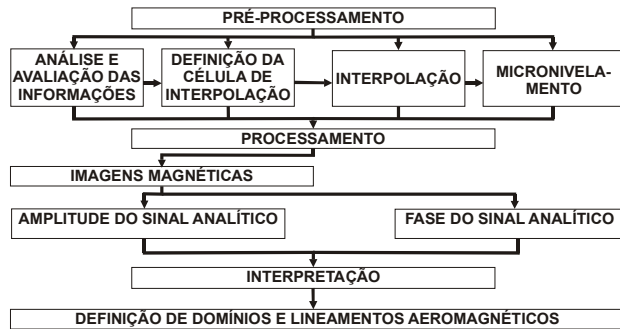 PRÉ-PROCESSAMENTO
ANÁLISE E
AVALIAÇÃO DAS
INFORMAÇÕES
DEFINIÇÃO DA
CÉLULA DE
INTERPOLAÇÃO
INTERPOLAÇÃO
MICRONIVELA-
MENTO
PROCESSAMENTO
IMAGENS MAGNÉTICAS
AMPLITUDE DO SINAL ANALÍTICO
FASE DO SINAL ANALÍTICO
INTERPRETAÇÃO
DEFINIÇÃO DE DOMÍNIOS E LINEAMENTOS AEROMAGNÉTICOS